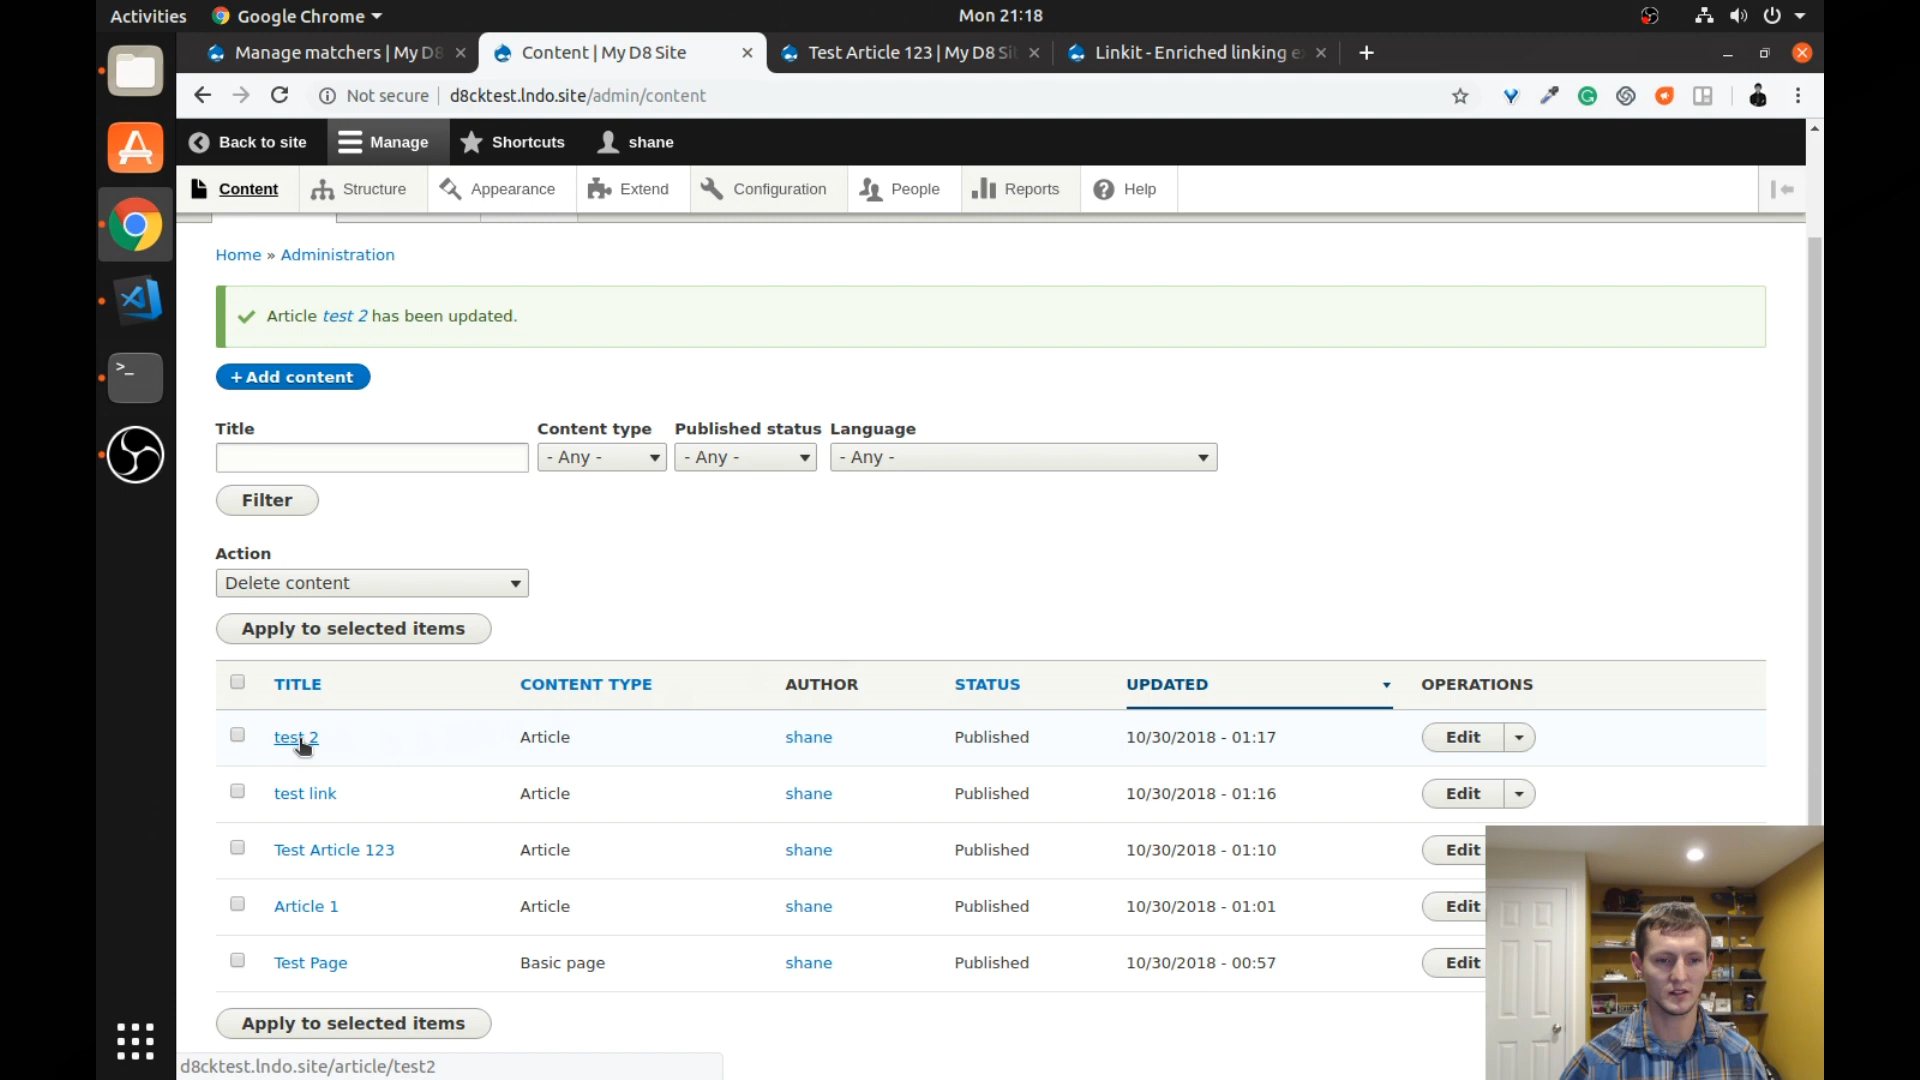 Activities Google Chrome Mon 21:18
Manage matchers | My D8 Content | My D8 Site Test Article 123 | My D8 Sit Linkit - Enriched linking e
Not secure d8cktest.lndo.site/admin/content
Back to site Manage Shortcuts shane
Content Structure Appearance Extend Configuration People Reports Help
Home » Administration
Article test 2 has been updated.
+ Add content
Title Content type Published status Language
- Any - - Any - - Any -
Filter
Action
Delete content
Apply to selected items
TITLE CONTENT TYPE AUTHOR STATUS UPDATED OPERATIONS
test 2 Article shane Published 10/30/2018 - 01:17 Edit
test link Article shane Published 10/30/2018 - 01:16 Edit
Test Article 123 Article shane Published 10/30/2018 - 01:10 Edit
Article 1 Article shane Published 10/30/2018 - 01:01 Edit
Test Page Basic page shane Published 10/30/2018 - 00:57 Edit
Apply to selected items
d8cktest.lndo.site/article/test2